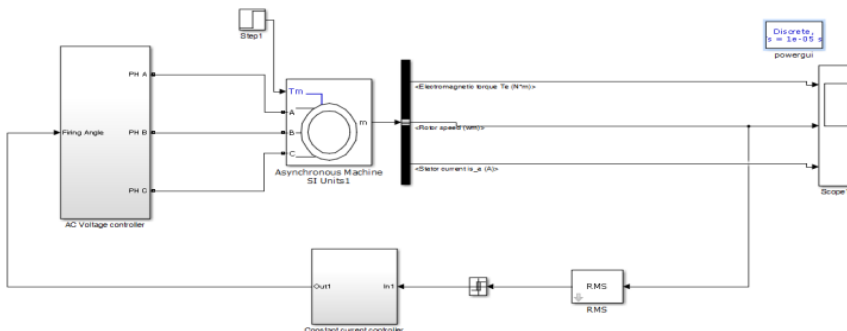 Step1
Discrete,
s = 1e-05 s
powergui
PH A
Firing Angle
PH B
PH C
AC Voltage controller
Tm
A
B
C
m
Asynchronous Machine
SI Units1
<Electromagnetic torque Te (N*m)>
<Rotor speed (wm)>
<Stator current is_a (A)>
Scope
Out1
In1
Constant current controller
RMS
RMS